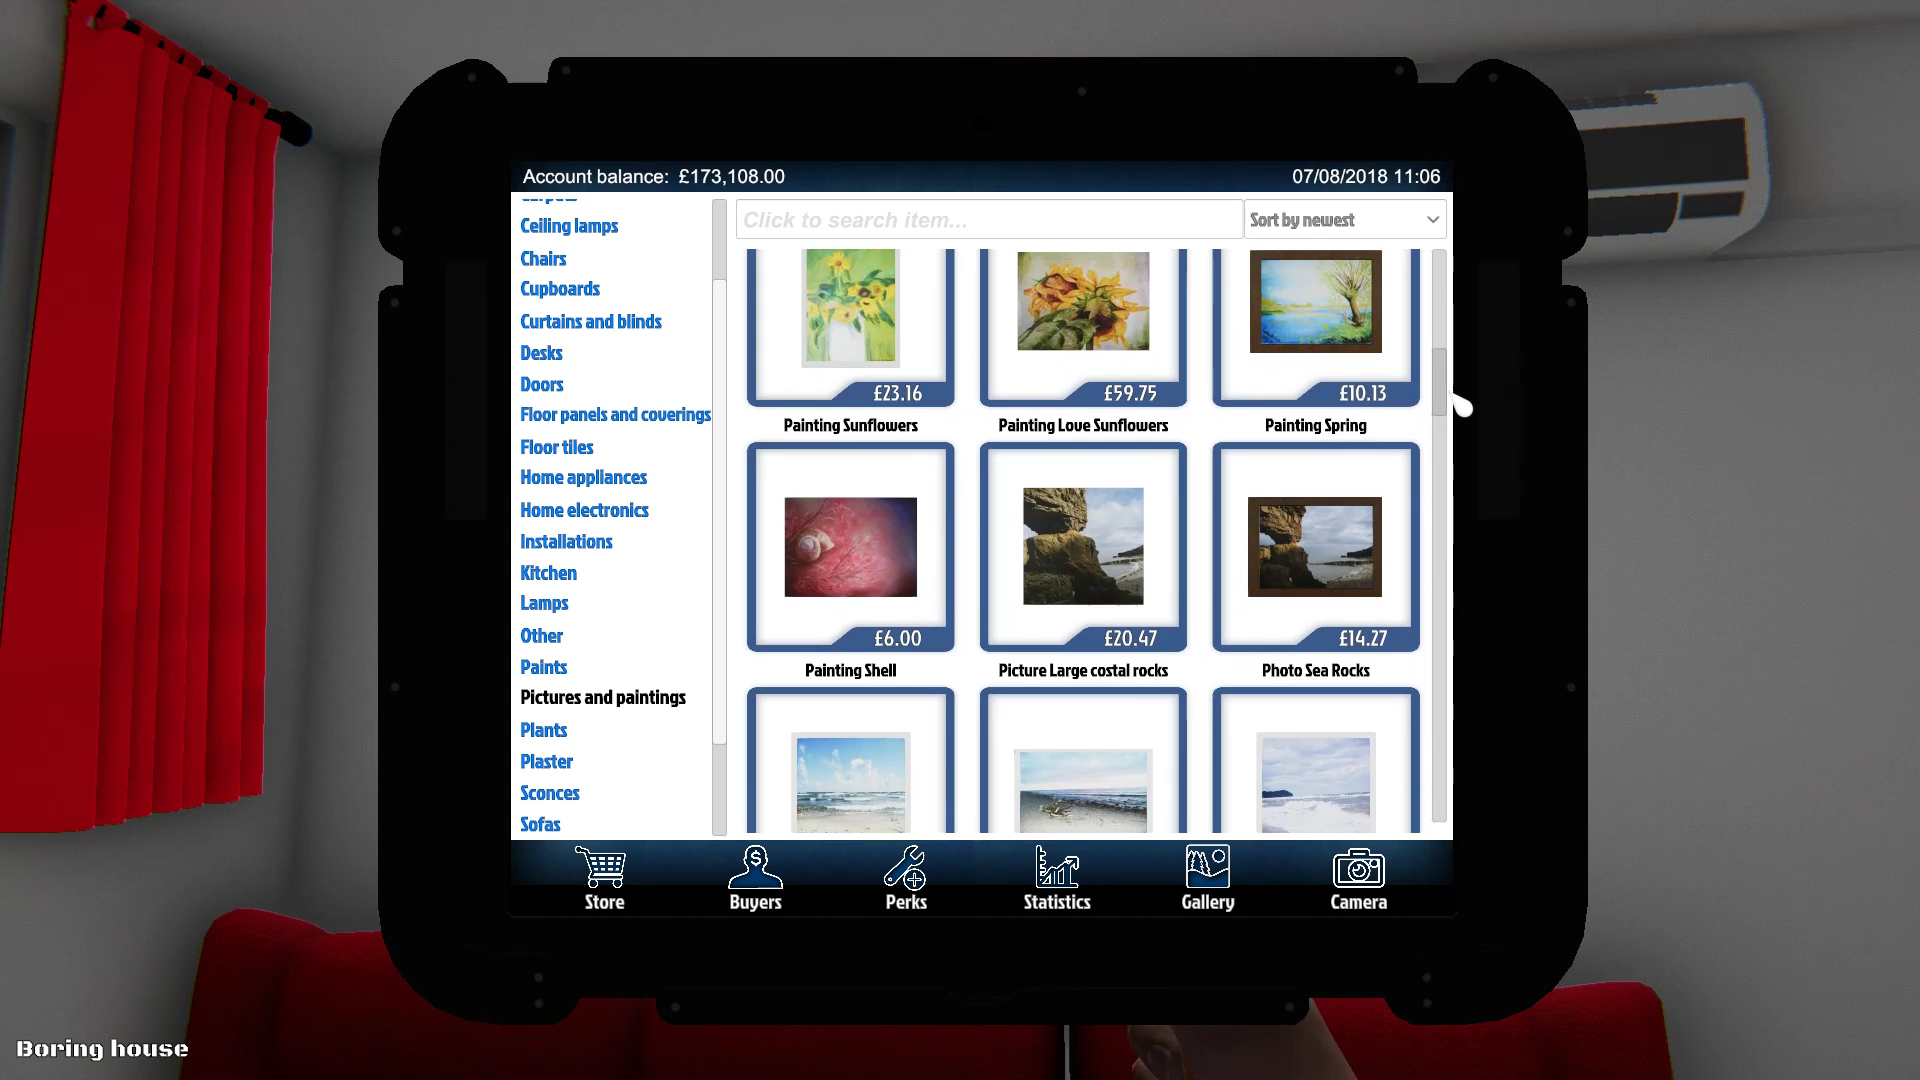 Account balance: £173,108.00
07/08/2018 11:06
Click to search item...
Sort by newest
Ceiling lamps
Chairs
Cupboards
Curtains and blinds
Desks
Doors
Floor panels and coverings
Floor tiles
Home appliances
Home electronics
Installations
Kitchen
Lamps
Other
Paints
Pictures and paintings
Plants
Plaster
Sconces
Sofas
£23.16
£59.75
£10.13
Painting Sunflowers
Painting Love Sunflowers
Painting Spring
£6.00
£20.47
£14.27
Painting Shell
Picture Large costal rocks
Photo Sea Rocks
Store
Buyers
Perks
Statistics
Gallery
Camera
Boring house